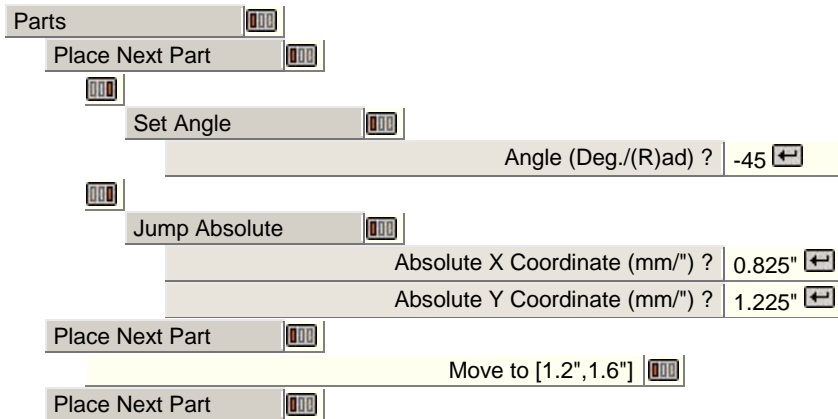 Parts
Place Next Part
Set Angle
Angle (Deg./(R)ad) ? -45
Jump Absolute
Absolute X Coordinate (mm/") ? 0.825"
Absolute Y Coordinate (mm/") ? 1.225"
Place Next Part
Move to [1.2",1.6"]
Place Next Part